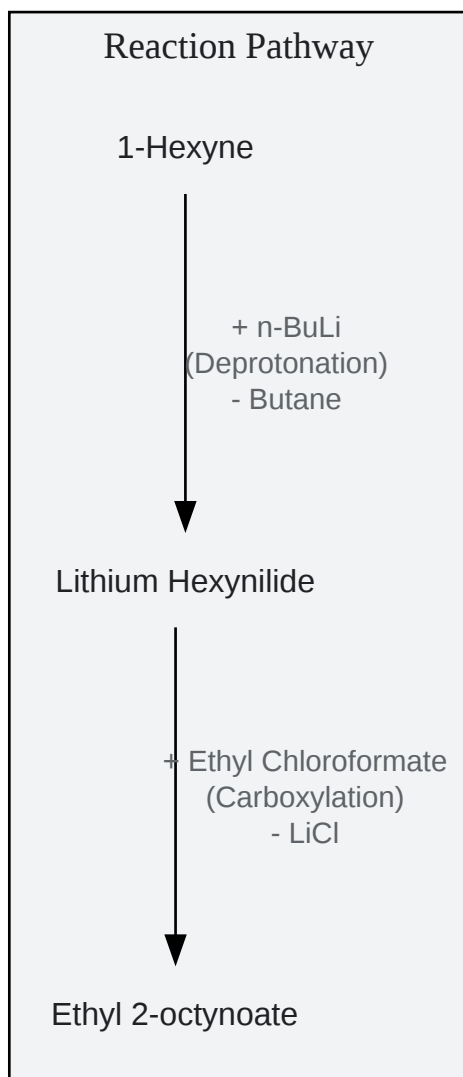 Reaction Pathway
1-Hexyne
+ n-BuLi
(Deprotonation)
- Butane
Lithium Hexynilide
+ Ethyl Chloroformate
(Carboxylation)
- LiCl
Ethyl 2-octynoate